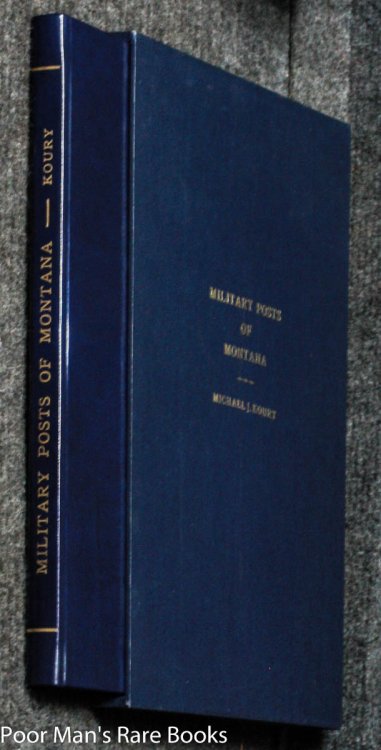 MILITARY POSTS OF MONTANA — KOURY
MILITARY POSTS
OF
MONTANA
MICHAEL J. KOURY
Poor Man's Rare Books